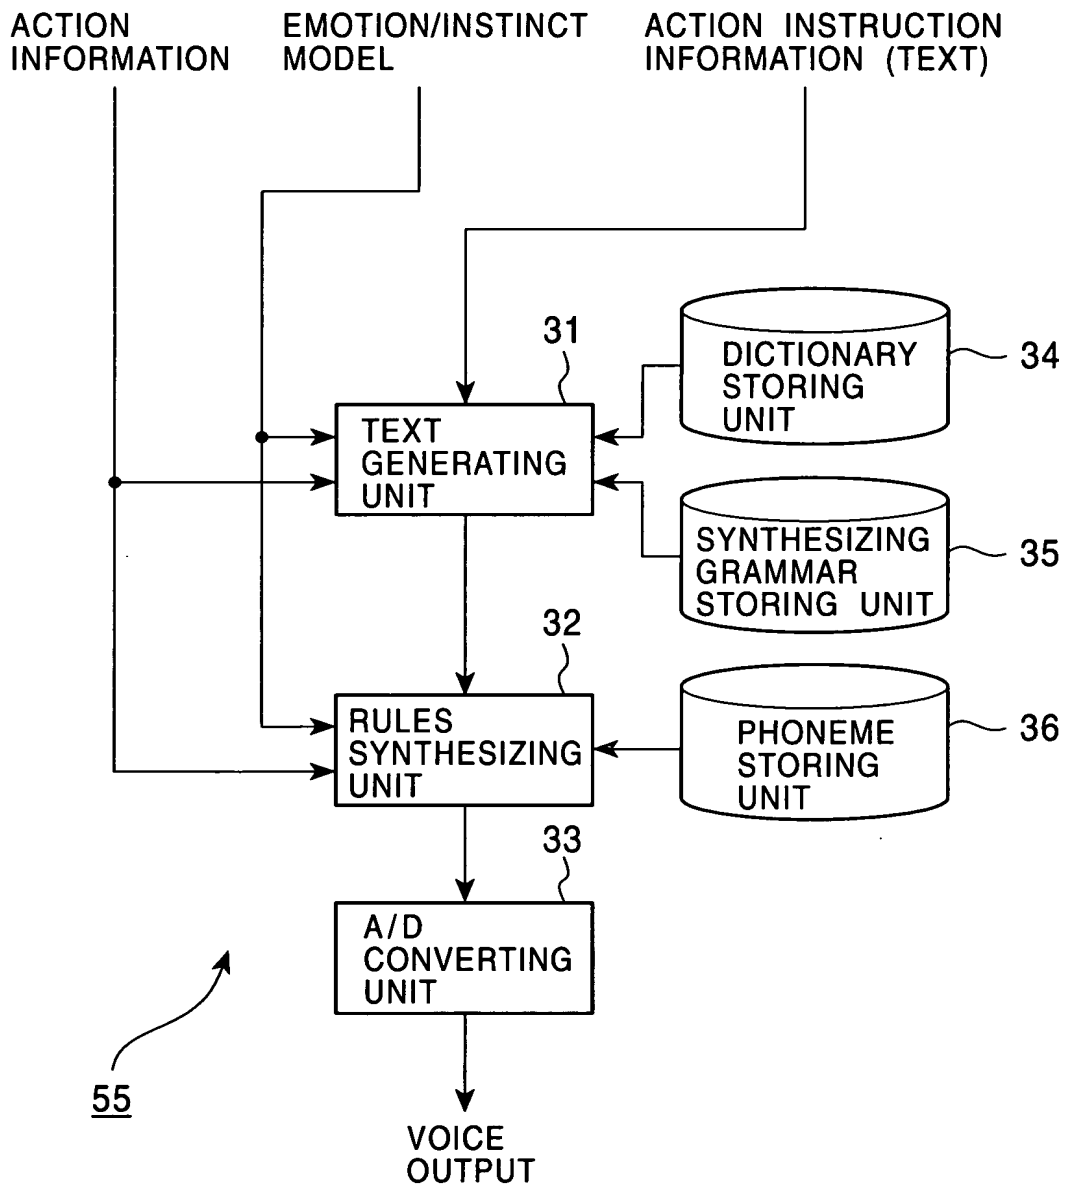 ACTION
INFORMATION
EMOTION/INSTINCT
MODEL
ACTION INSTRUCTION
INFORMATION (TEXT)
31
TEXT
GENERATING
UNIT
DICTIONARY
STORING
UNIT
34
SYNTHESIZING
GRAMMAR
STORING UNIT
35
32
RULES
SYNTHESIZING
UNIT
PHONEME
STORING
UNIT
36
33
A/D
CONVERTING
UNIT
55
VOICE
OUTPUT